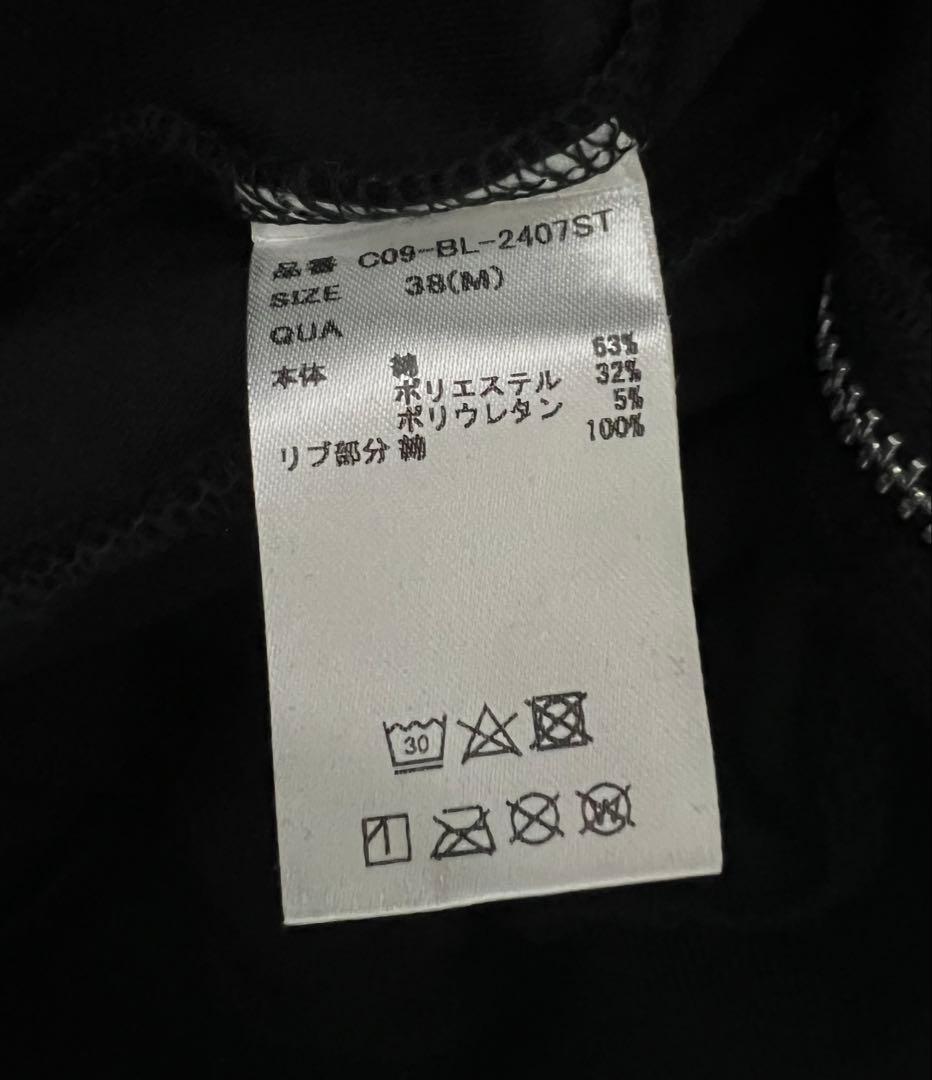 品番 C09-BL-2407ST
SIZE 38(M)
QUA
本体 綿 63%
ポリエステル 32%
ポリウレタン 5%
リブ部分 綿 100%
30
W